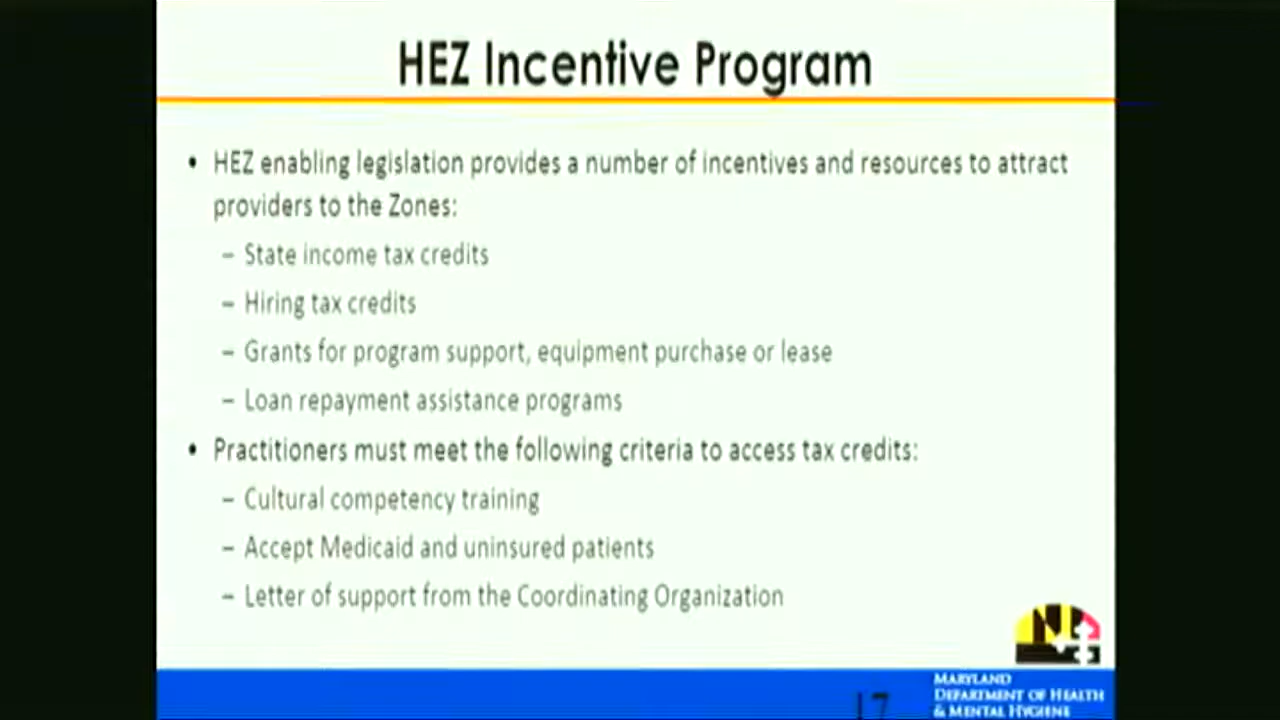 HEZ Incentive Program
• HEZ enabling legislation provides a number of incentives and resources to attract
providers to the Zones:
– State income tax credits
– Hiring tax credits
– Grants for program support, equipment purchase or lease
– Loan repayment assistance programs
• Practitioners must meet the following criteria to access tax credits:
– Cultural competency training
– Accept Medicaid and uninsured patients
– Letter of support from the Coordinating Organization
17
MARYLAND
DEPARTMENT OF HEALTH
& MENTAL HYGIENE